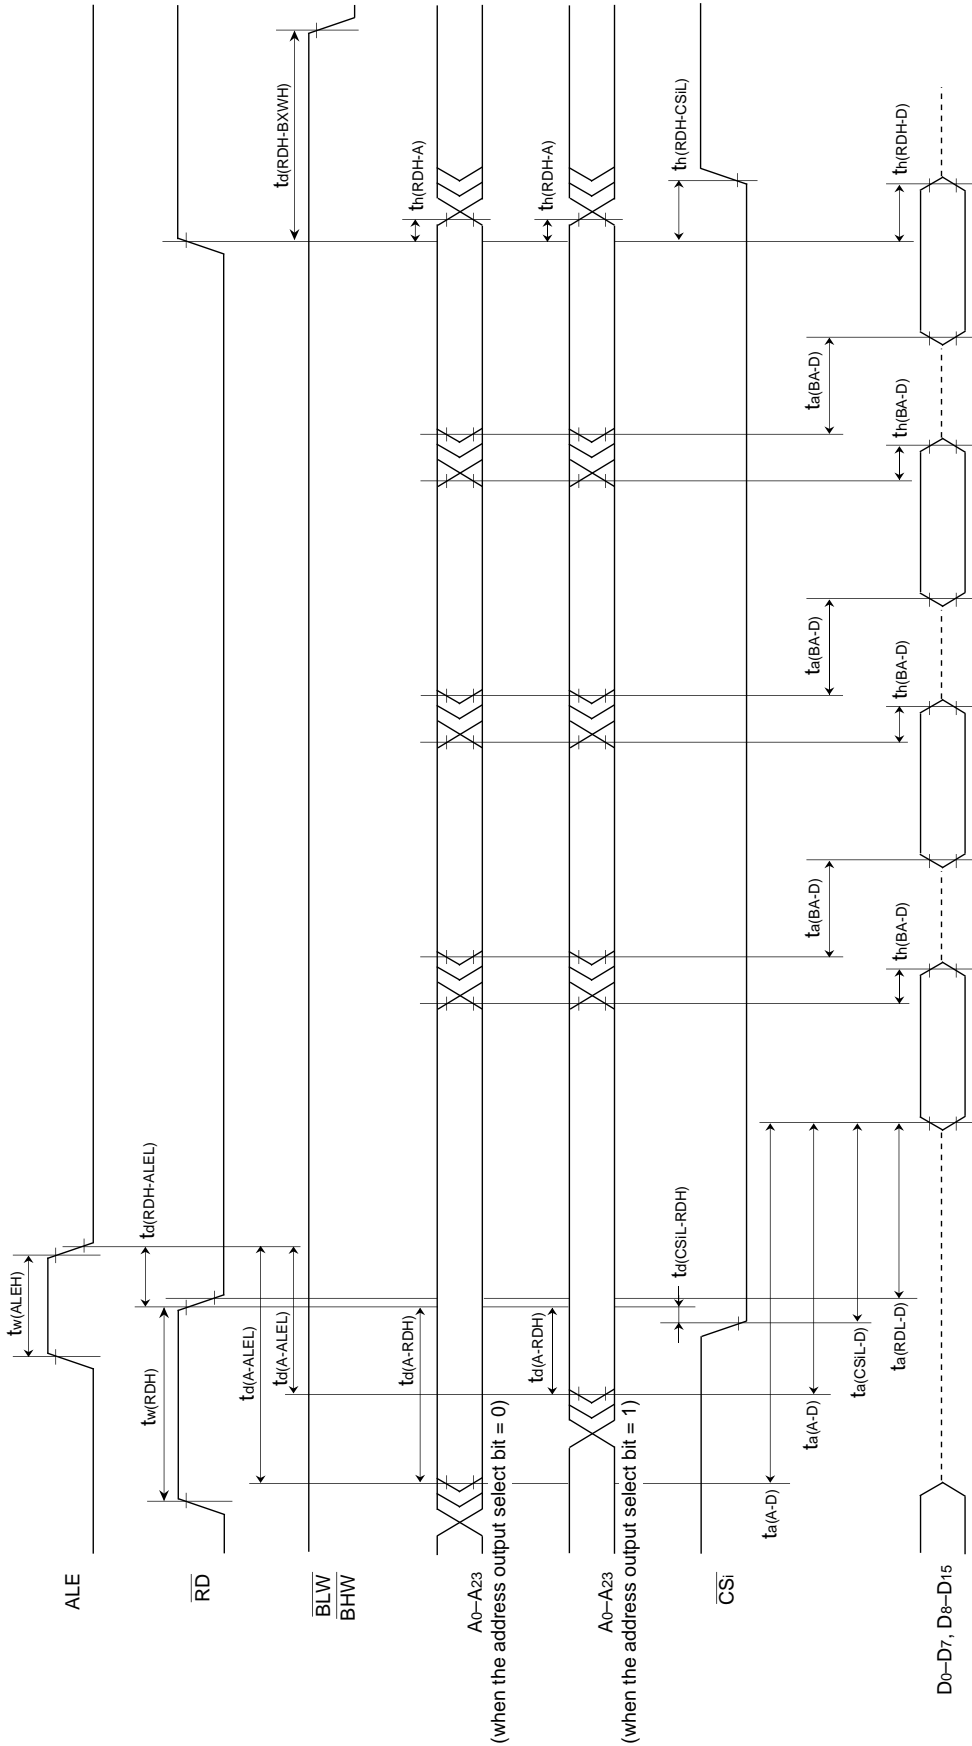 ALE
tw(ALEH)
RD
tw(RDH)
td(RDH-ALEL)
td(A-ALEL)
td(A-ALEL)
BLW
BHW
td(RDH-BXWH)
A0–A23
(when the address output select bit = 0)
td(A-RDH)
th(RDH-A)
A0–A23
(when the address output select bit = 1)
td(A-RDH)
th(RDH-A)
CSi
td(CSiL-RDH)
th(RDH-CSiL)
ta(A-D)
ta(A-D)
ta(CSiL-D)
ta(RDL-D)
ta(BA-D)
ta(BA-D)
ta(BA-D)
th(BA-D)
th(BA-D)
th(BA-D)
th(RDH-D)
D0–D7, D8–D15